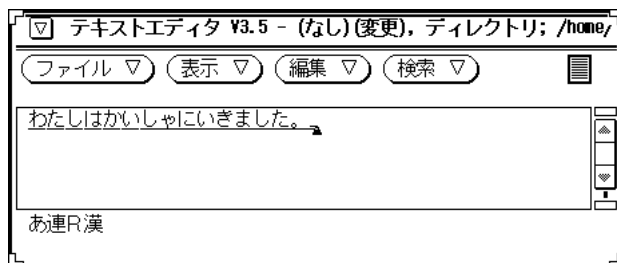 テキストエディタ V3.5 - (なし)(変更), ディレクトリ; /home/
ファイル ▽ 表示 ▽ 編集 ▽ 検索 ▽
わたしはかいしゃにいきました。
あ連R漢